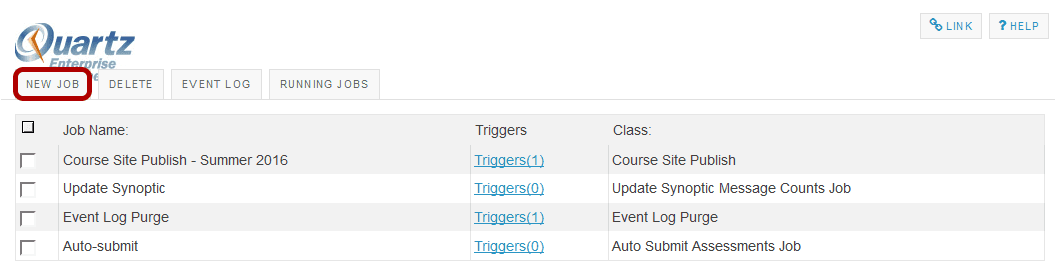 LINK
? HELP
Quartz
Enterprise
NEW JOB DELETE EVENT LOG RUNNING JOBS
Job Name: Triggers Class:
Course Site Publish - Summer 2016 Triggers(1) Course Site Publish
Update Synoptic Triggers(0) Update Synoptic Message Counts Job
Event Log Purge Triggers(1) Event Log Purge
Auto-submit Triggers(0) Auto Submit Assessments Job